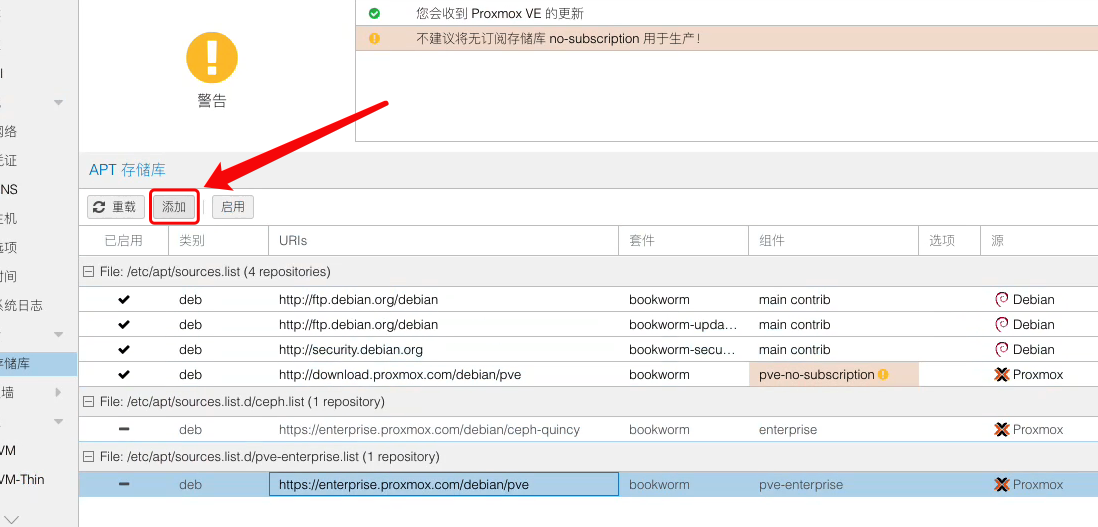 您会收到 Proxmox VE 的更新
不建议将无订阅存储库 no-subscription 用于生产！
警告
网络
凭证
NS
主机
选项
时间
系统日志
存储库
墙
VM
VM-Thin
APT 存储库
重载 添加 启用
已启用 类别 URIs 套件 组件 选项 源
File: /etc/apt/sources.list (4 repositories)
deb http://ftp.debian.org/debian bookworm main contrib Debian
deb http://ftp.debian.org/debian bookworm-upda… main contrib Debian
deb http://security.debian.org bookworm-secu… main contrib Debian
deb http://download.proxmox.com/debian/pve bookworm pve-no-subscription Proxmox
File: /etc/apt/sources.list.d/ceph.list (1 repository)
deb https://enterprise.proxmox.com/debian/ceph-quincy bookworm enterprise Proxmox
File: /etc/apt/sources.list.d/pve-enterprise.list (1 repository)
deb https://enterprise.proxmox.com/debian/pve bookworm pve-enterprise Proxmox